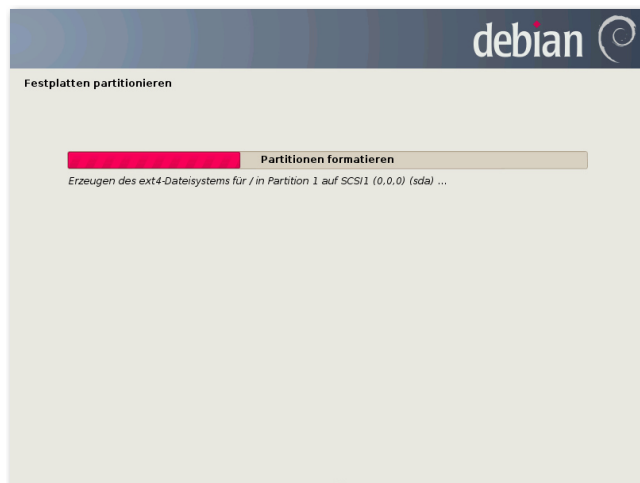 debian
Festplatten partitionieren
Partitionen formatieren
Erzeugen des ext4-Dateisystems für / in Partition 1 auf SCSI1 (0,0,0) (sda) ...